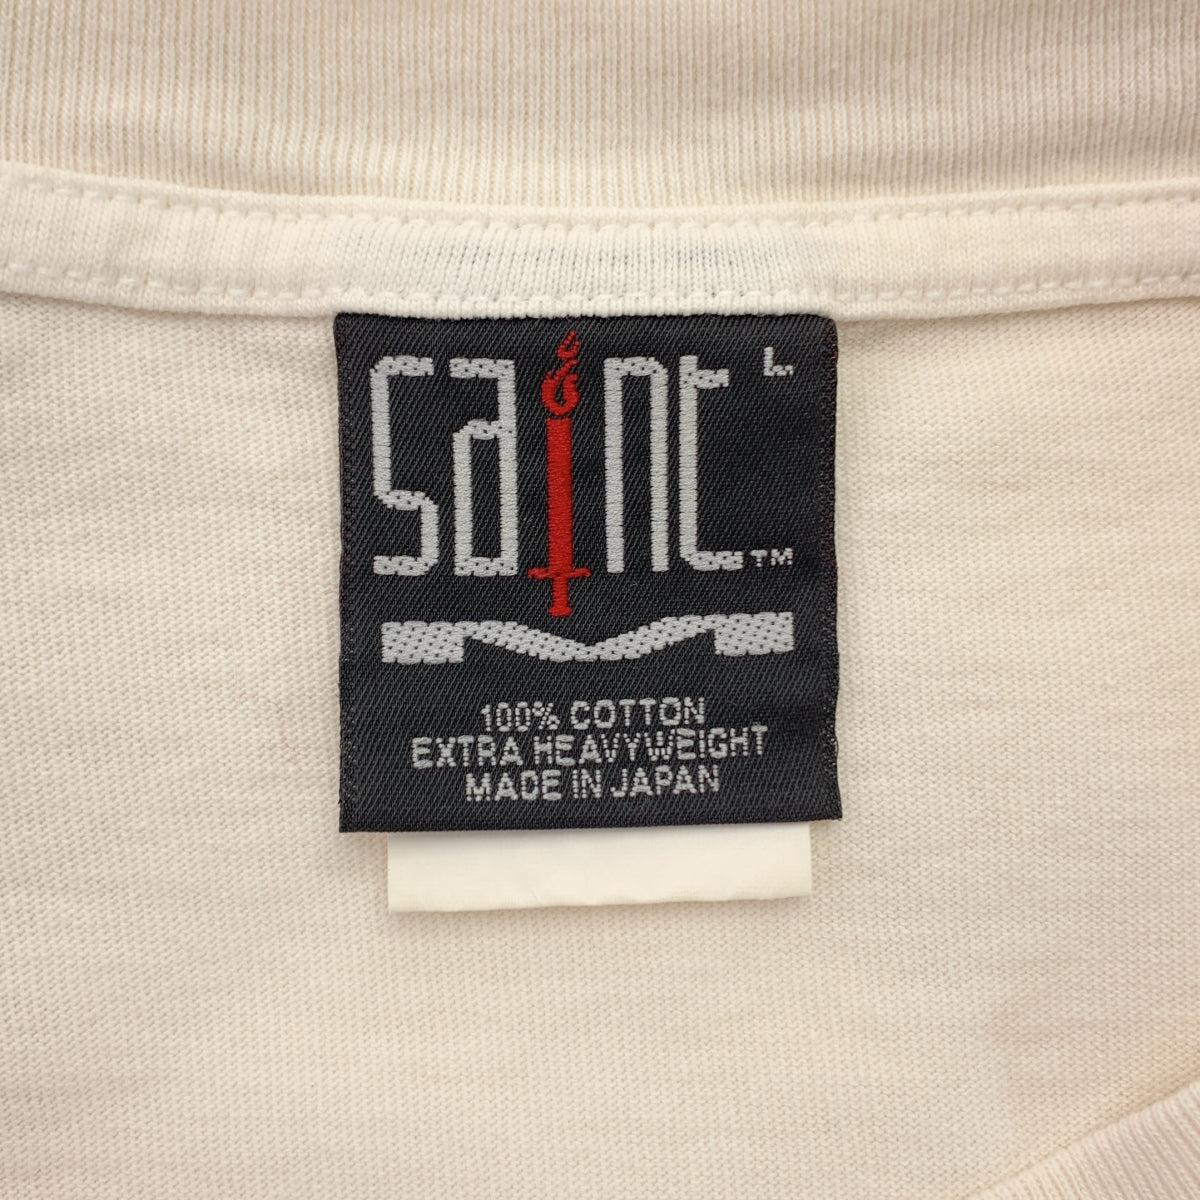 saint L
TM
100% COTTON
EXTRA HEAVYWEIGHT
MADE IN JAPAN